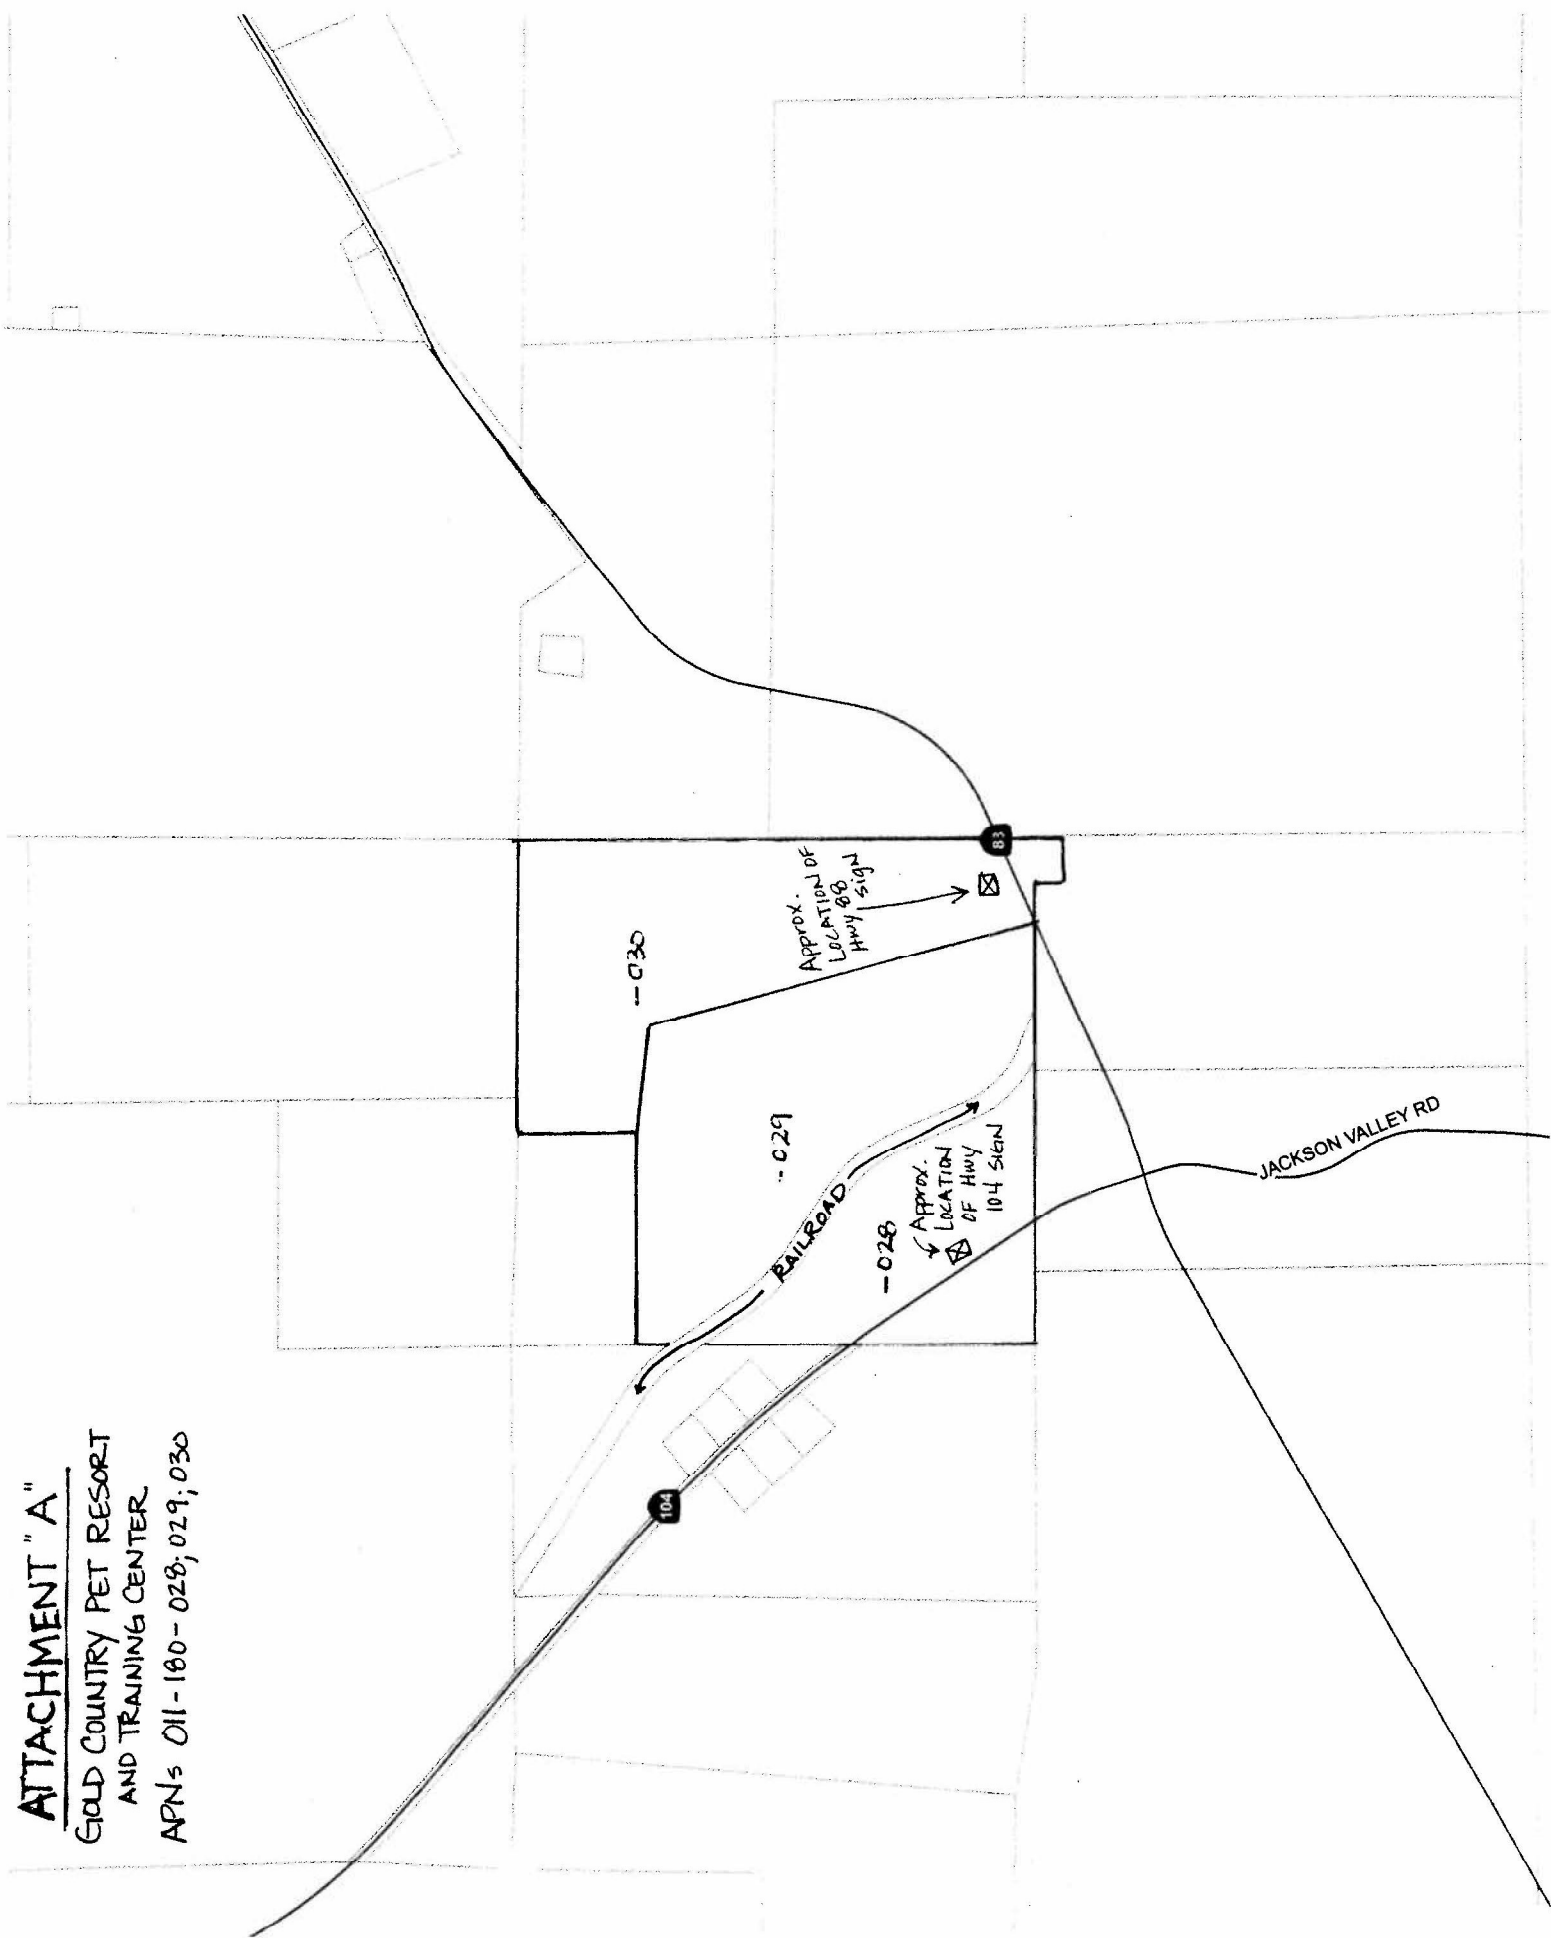 ATTACHMENT "A"
GOLD COUNTRY PET RESORT
AND TRAINING CENTER
APNs 011-180-028; 029; 030
--030
Approx.
LOCATION OF
HWY 88
sign
83
--029
RAILROAD
-028
Approx.
LOCATION
OF HWY
104 SIGN
104
JACKSON VALLEY RD